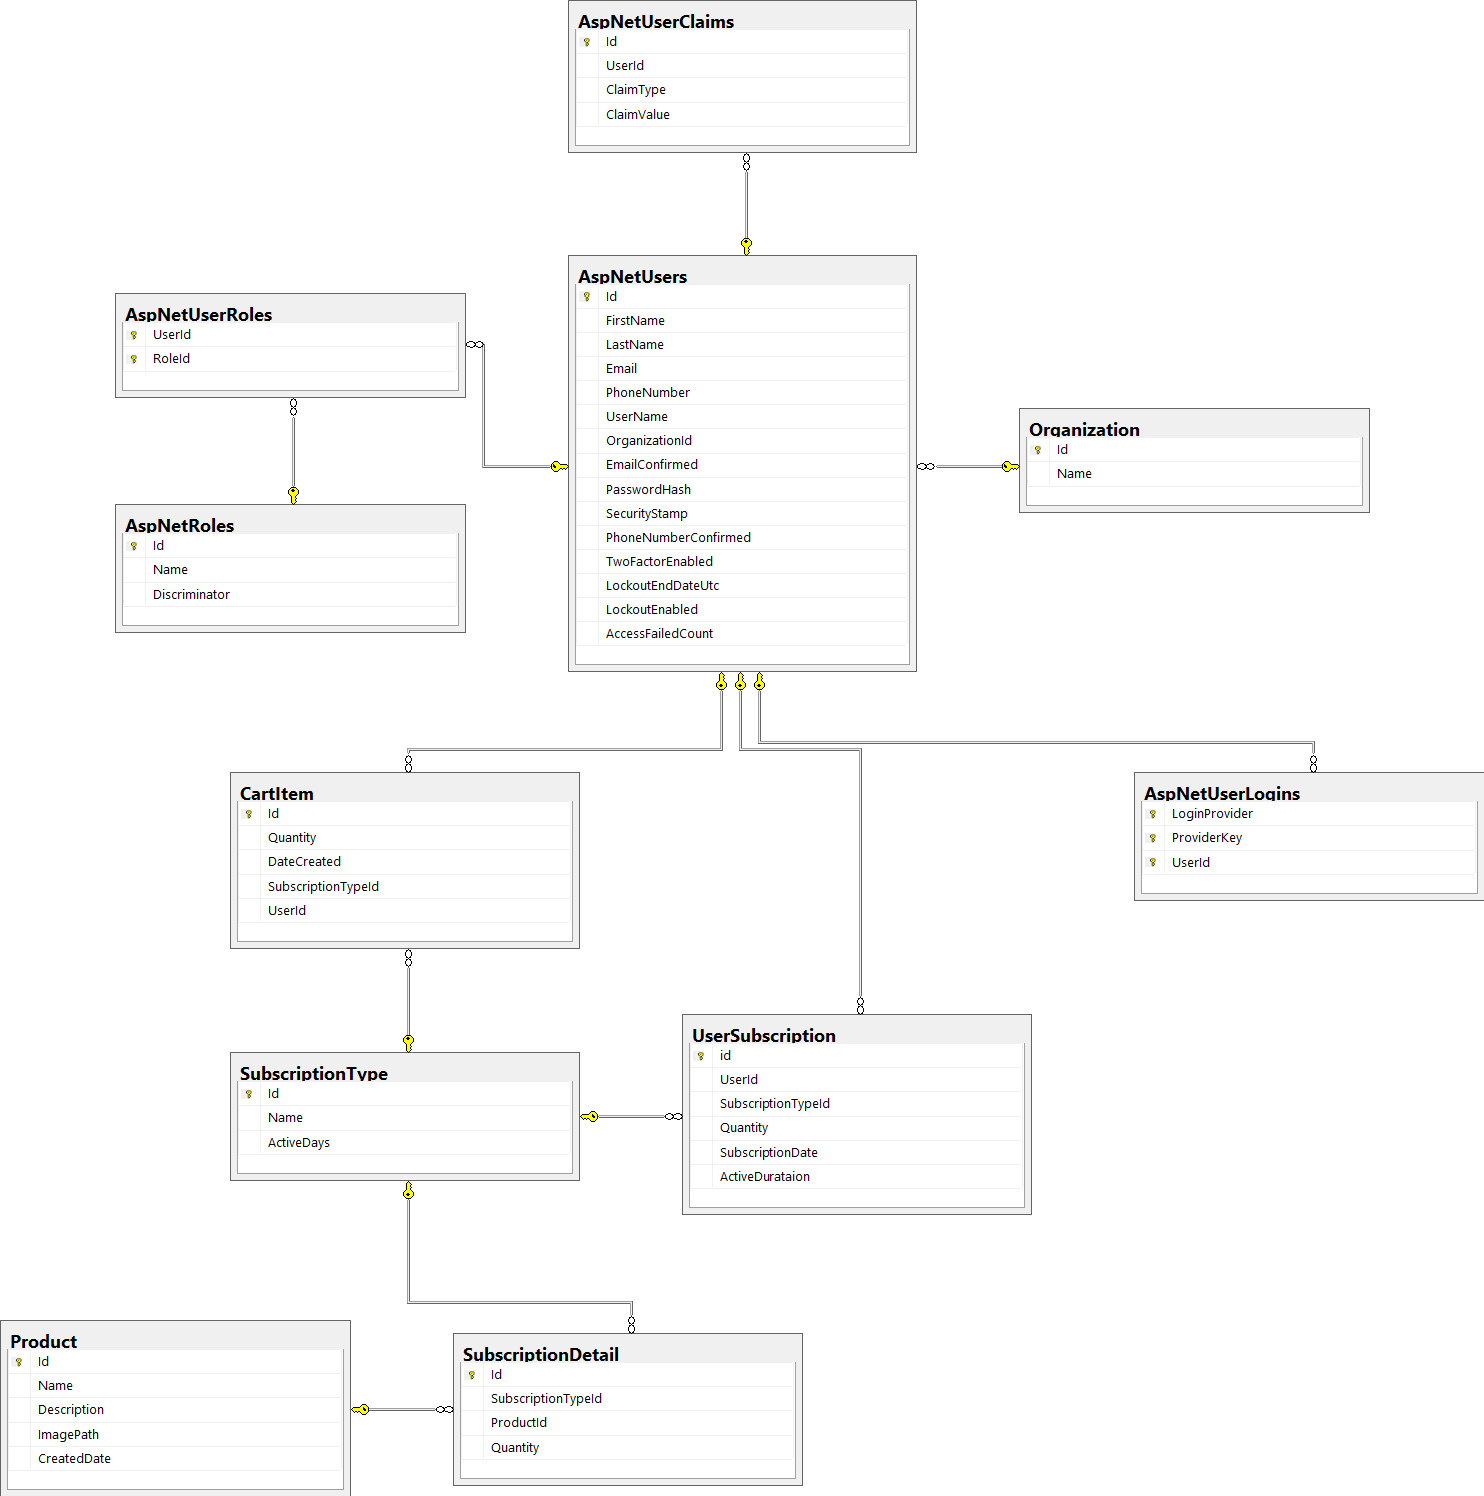 AspNetUserClaims
Id
UserId
ClaimType
ClaimValue
AspNetUsers
Id
FirstName
LastName
Email
PhoneNumber
UserName
OrganizationId
EmailConfirmed
PasswordHash
SecurityStamp
PhoneNumberConfirmed
TwoFactorEnabled
LockoutEndDateUtc
LockoutEnabled
AccessFailedCount
AspNetUserRoles
UserId
RoleId
AspNetRoles
Id
Name
Discriminator
Organization
Id
Name
CartItem
Id
Quantity
DateCreated
SubscriptionTypeId
UserId
AspNetUserLogins
LoginProvider
ProviderKey
UserId
SubscriptionType
Id
Name
ActiveDays
UserSubscription
id
UserId
SubscriptionTypeId
Quantity
SubscriptionDate
ActiveDurataion
Product
Id
Name
Description
ImagePath
CreatedDate
SubscriptionDetail
Id
SubscriptionTypeId
ProductId
Quantity